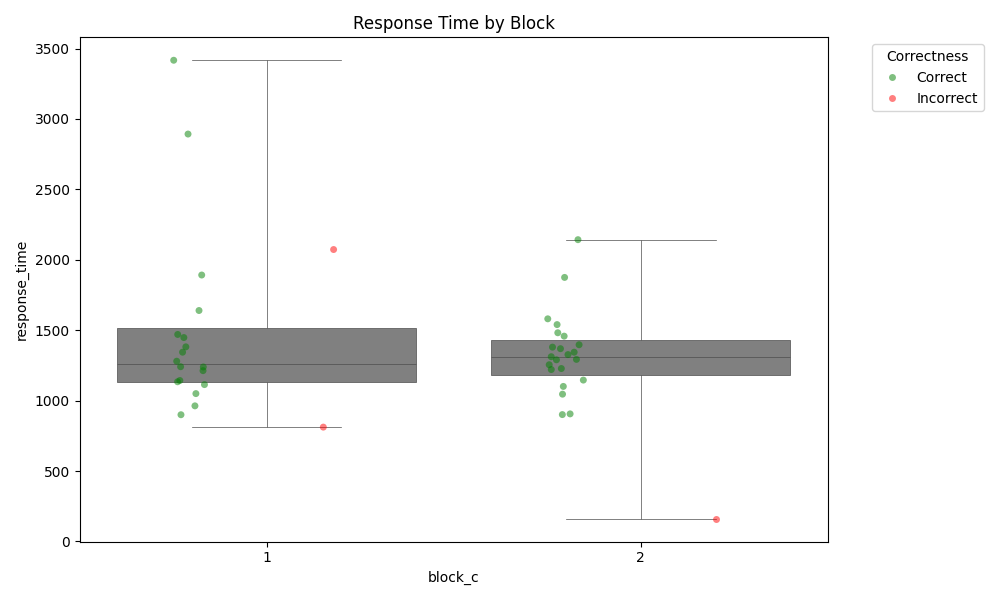 Response Time by Block
Correctness
Correct
Incorrect
response_time
3500
3000
2500
2000
1500
1000
500
0
1
2
block_c